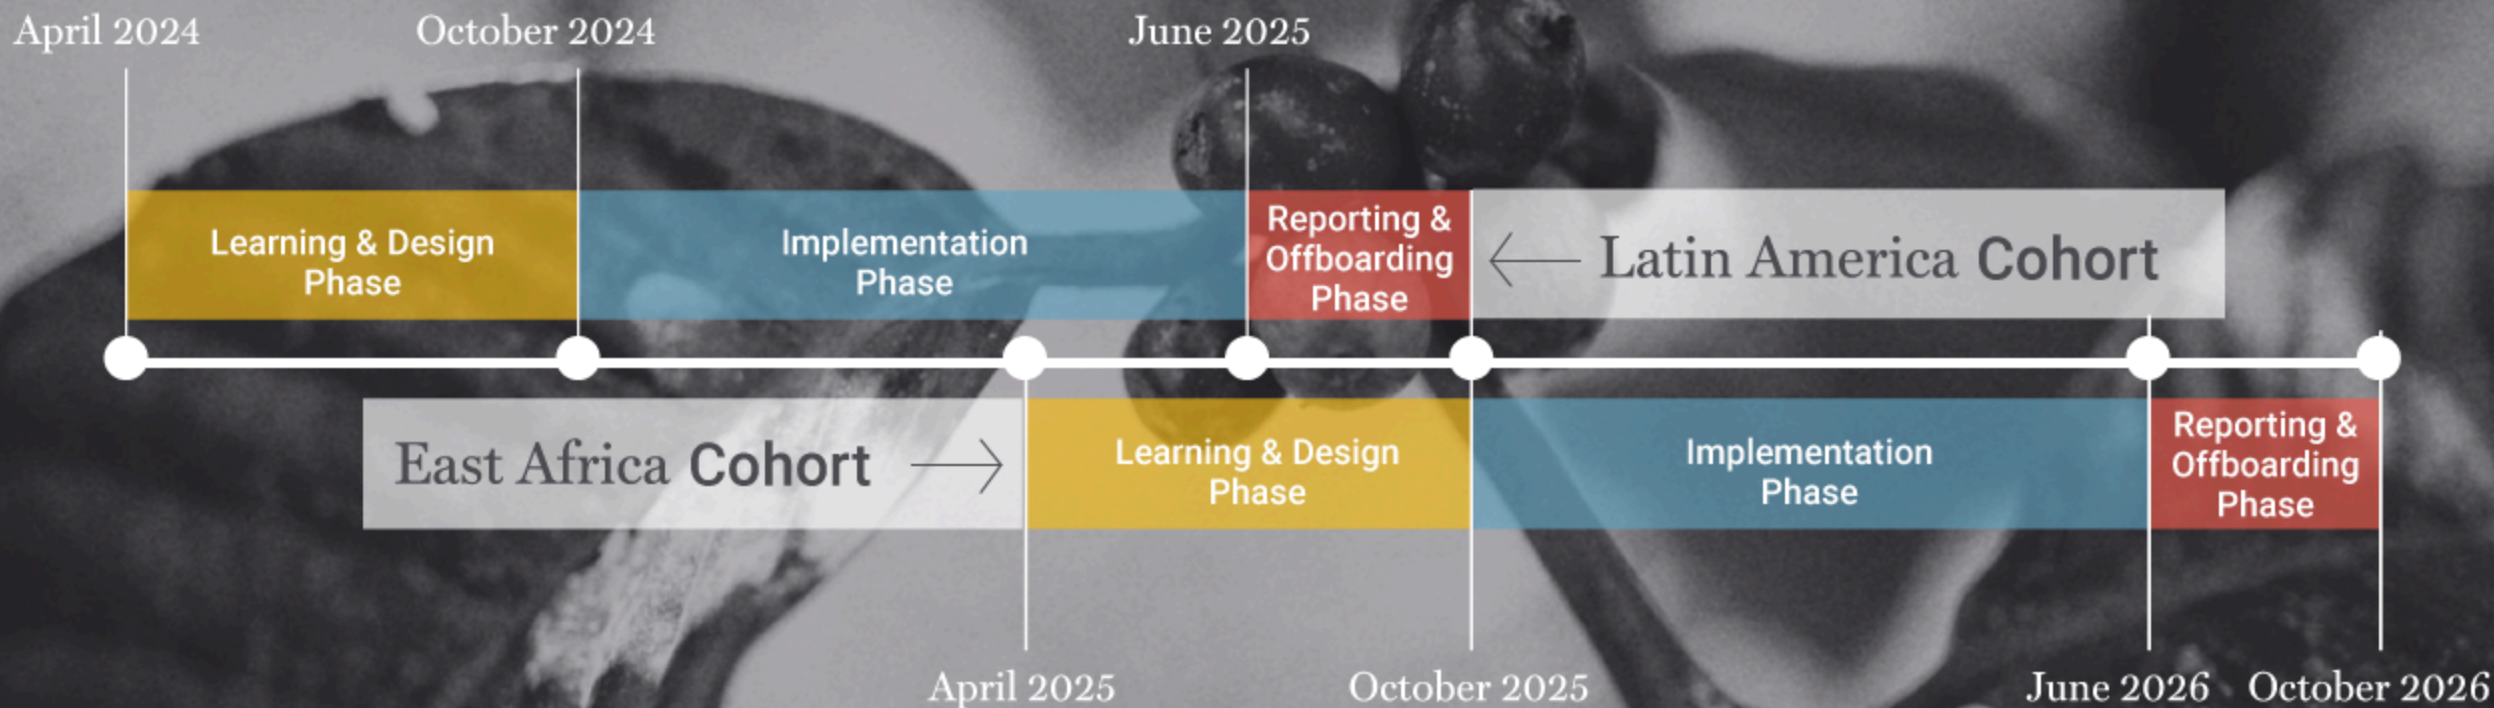 April 2024
October 2024
June 2025
Learning & Design
Phase
Implementation
Phase
Reporting &
Offboarding
Phase
Latin America Cohort
East Africa Cohort
Learning & Design
Phase
Implementation
Phase
Reporting &
Offboarding
Phase
April 2025
October 2025
June 2026
October 2026